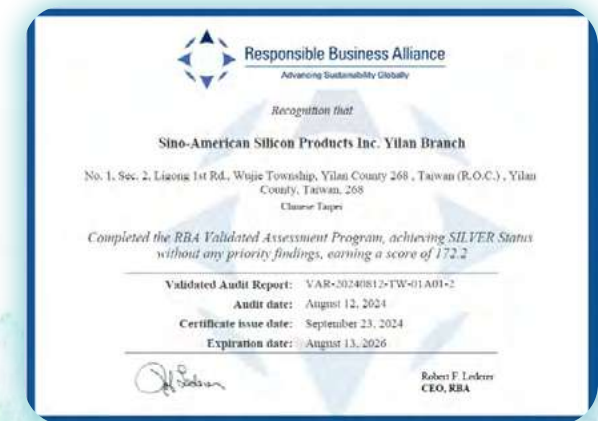 Responsible Business Alliance
Advancing Sustainability Globally
Recognition that
Sino-American Silicon Products Inc. Yilan Branch
No. 1, Sec. 2, Ligong 1st Rd., Wujie Township, Yilan County 268 , Taiwan (R.O.C.) , Yilan
County, Taiwan, 268
Chinese Taipei
Completed the RBA Validated Assessment Program, achieving SILVER Status
without any priority findings, earning a score of 172.2
Validated Audit Report: VAR-20240812-TW-01A01-2
Audit date: August 12, 2024
Certificate issue date: September 23, 2024
Expiration date: August 13, 2026
Robert F. Lederer
CEO, RBA